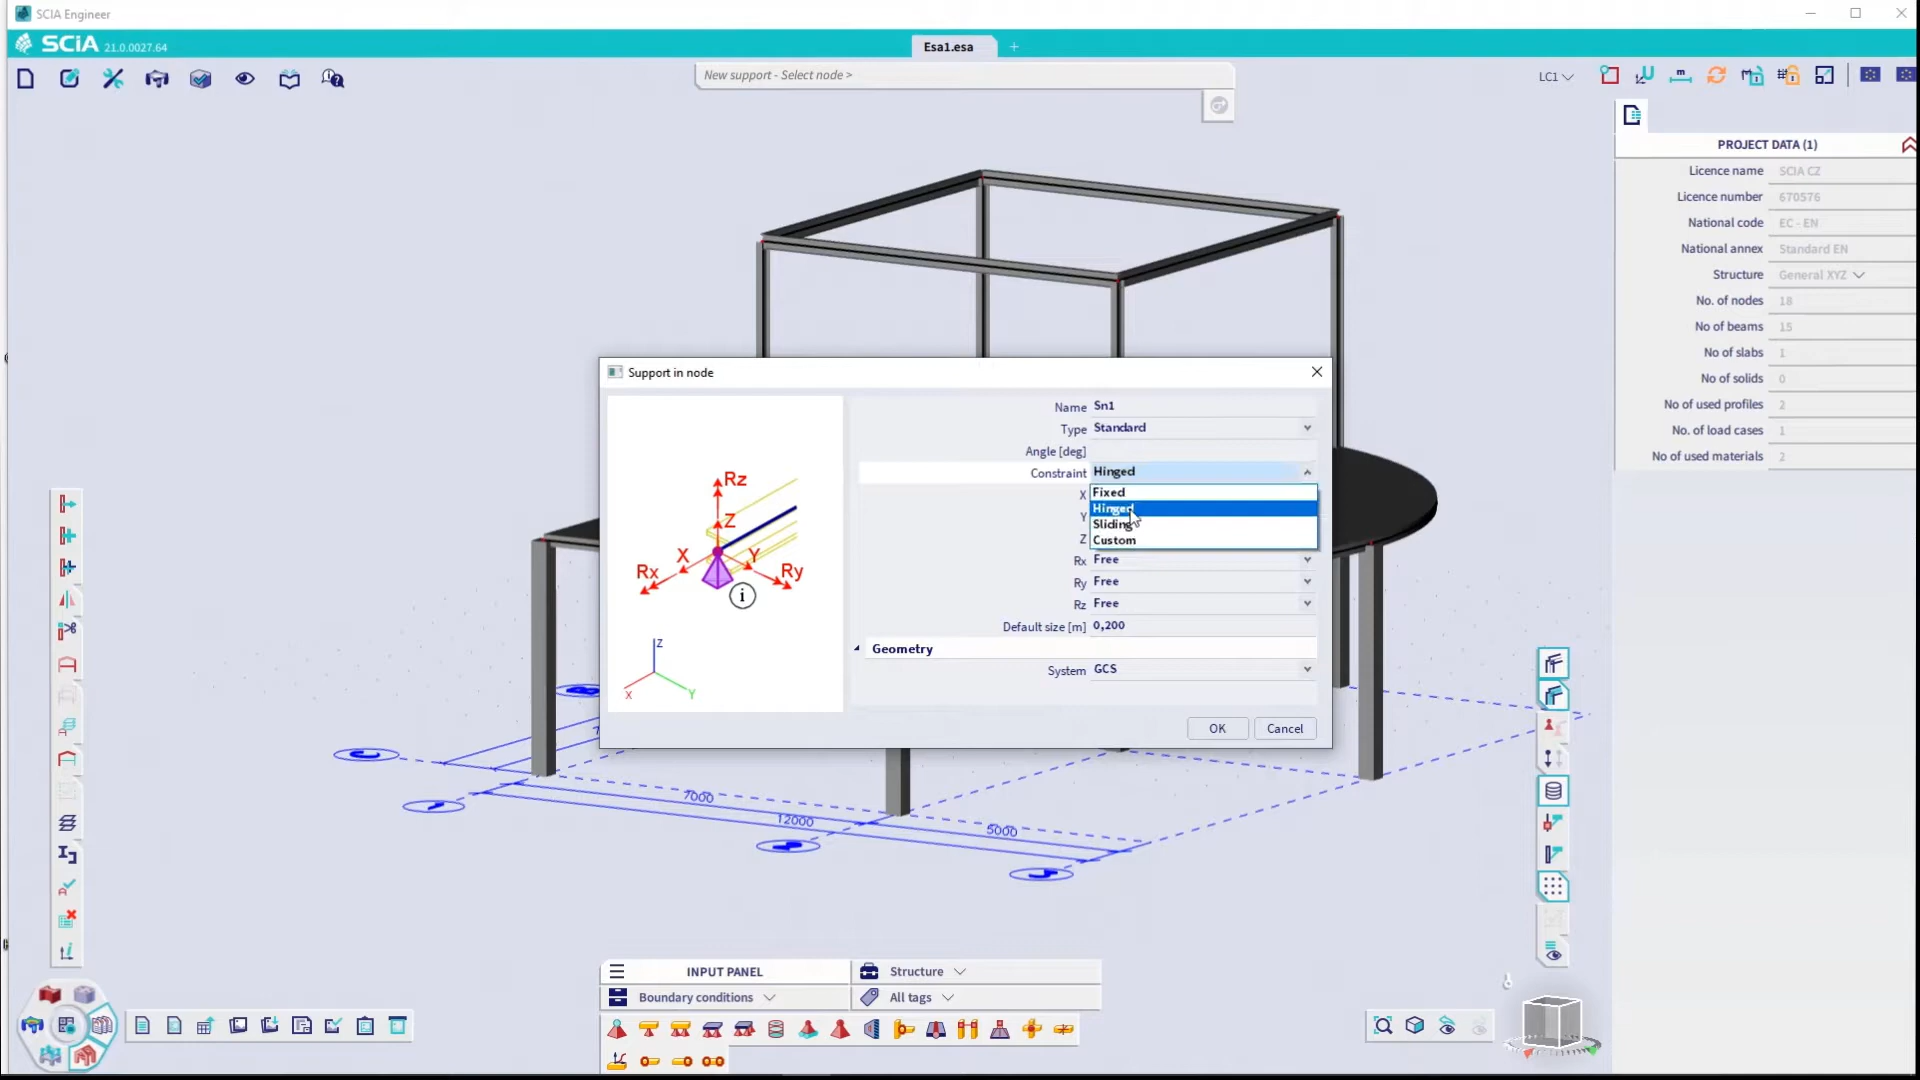 SCIA Engineer
SCiA 21.0.0027.64
Esa1.esa
New support - Select node >
LC1
PROJECT DATA (1)
Licence name SCIA CZ
Licence number 670576
National code EC - EN
National annex Standard EN
Structure General XYZ
No. of nodes 18
No of beams 15
No of slabs 1
No of solids 0
No of used profiles 2
No. of load cases 1
No of used materials 2
Support in node
Name Sn1
Type Standard
Angle [deg]
Constraint Hinged
X Fixed
Hinged
Y
Sliding
Z Custom
Rx Free
Ry Free
Rz Free
Default size [m] 0,200
Geometry
System GCS
OK Cancel
Rz
Z
X Y
Rx Ry
i
Z
X Y
7000
12000
5000
INPUT PANEL
Structure
Boundary conditions
All tags